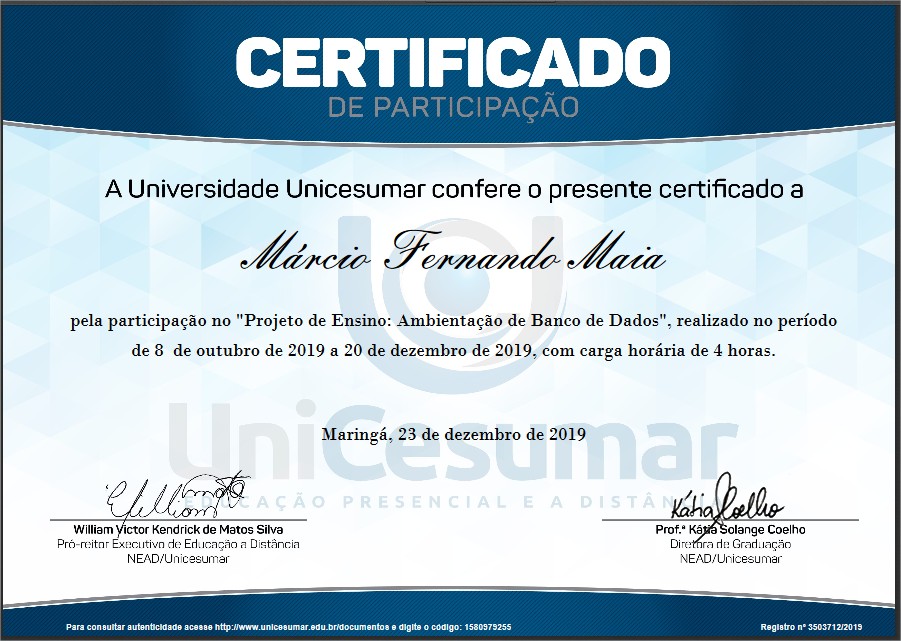 CERTIFICADO
DE PARTICIPAÇÃO
A Universidade Unicesumar confere o presente certificado a
Márcio Fernando Maia
pela participação no "Projeto de Ensino: Ambientação de Banco de Dados", realizado no período
de 8 de outubro de 2019 a 20 de dezembro de 2019, com carga horária de 4 horas.
UniCesumar
Maringá, 23 de dezembro de 2019
EDUCAÇÃO PRESENCIAL E A DISTÂNCIA
Kátia Coelho
William Victor Kendrick de Matos Silva
Pró-reitor Executivo de Educação a Distância
NEAD/Unicesumar
Prof.ª Kátia Solange Coelho
Diretora de Graduação
NEAD/Unicesumar
Para consultar autenticidade acesse http://www.unicesumar.edu.br/documentos e digite o código: 1580979255
Registro nº 3503712/2019